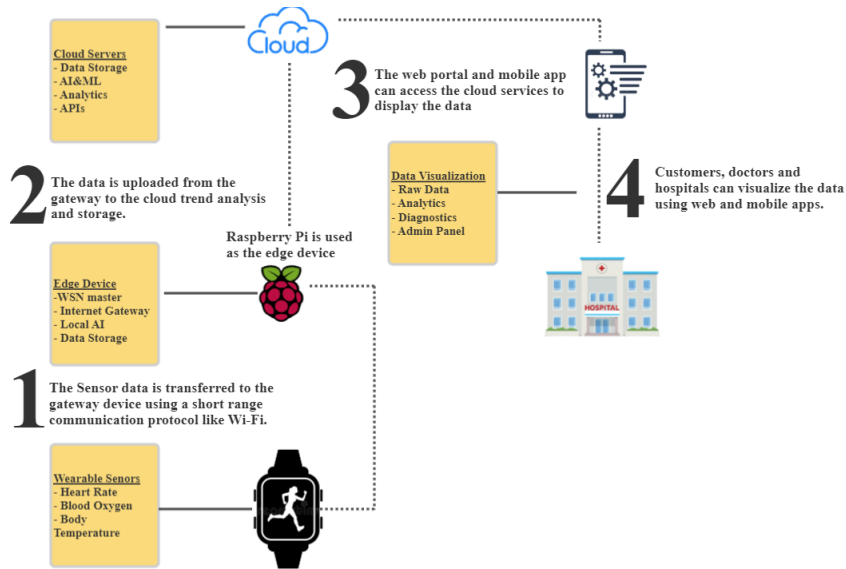 Cloud Servers
- Data Storage
- AI&ML
- Analytics
- APIs
Cloud
3
The web portal and mobile app
can access the cloud services to
display the data
2
The data is uploaded from the
gateway to the cloud trend analysis
and storage.
Data Visualization
- Raw Data
- Analytics
- Diagnostics
- Admin Panel
4
Customers, doctors and
hospitals can visualize the data
using web and mobile apps.
Raspberry Pi is used
as the edge device
Edge Device
-WSN master
- Internet Gateway
- Local AI
- Data Storage
HOSPITAL
1
The Sensor data is transferred to the
gateway device using a short range
communication protocol like Wi-Fi.
Wearable Senors
- Heart Rate
- Blood Oxygen
- Body
Temperature